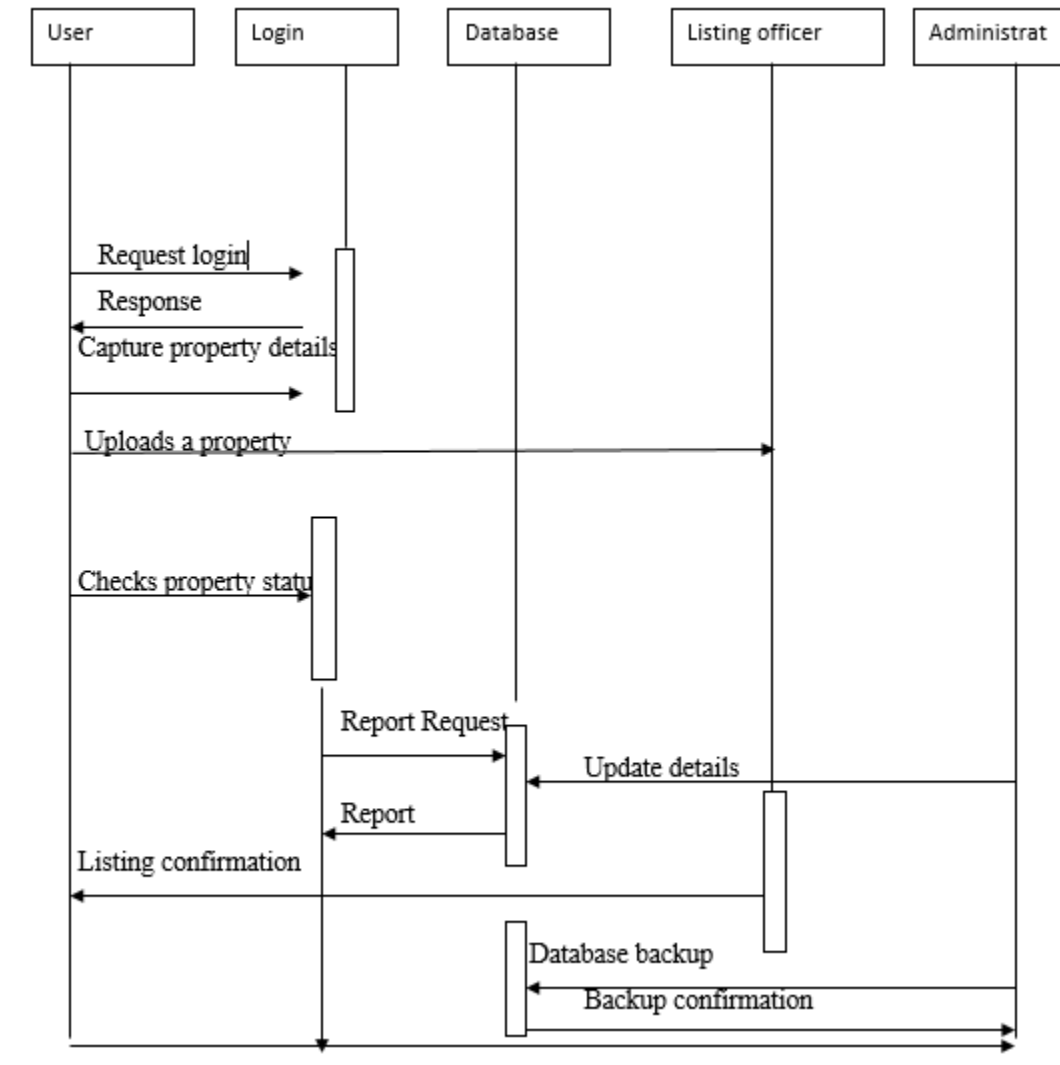 User
Login
Database
Listing officer
Administrat
Request login
Response
Capture property details
Uploads a property
Checks property statu
Report Request
Update details
Report
Listing confirmation
Database backup
Backup confirmation